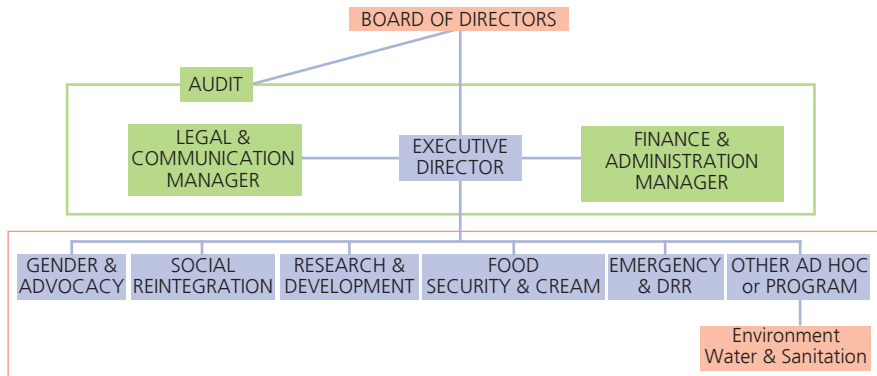 BOARD OF DIRECTORS
AUDIT
LEGAL &
COMMUNICATION
MANAGER
EXECUTIVE
DIRECTOR
FINANCE &
ADMINISTRATION
MANAGER
GENDER &
ADVOCACY
SOCIAL
REINTEGRATION
RESEARCH &
DEVELOPMENT
FOOD
SECURITY & CREAM
EMERGENCY
& DRR
OTHER AD HOC
or PROGRAM
Environment
Water & Sanitation